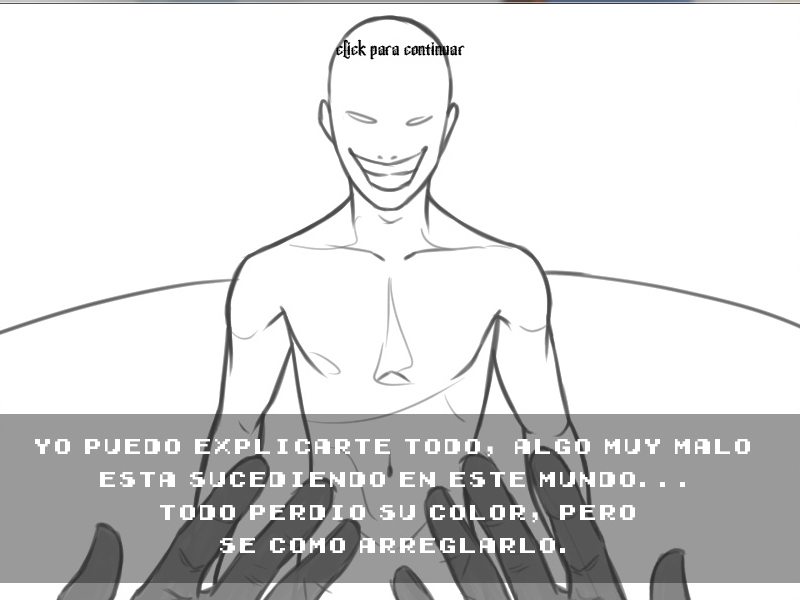 click para continuar
YO PUEDO EXPLICARTE TODO, ALGO MUY MALO
ESTA SUCEDIENDO EN ESTE MUNDO...
TODO PERDIO SU COLOR, PERO
SE COMO ARREGLARLO.